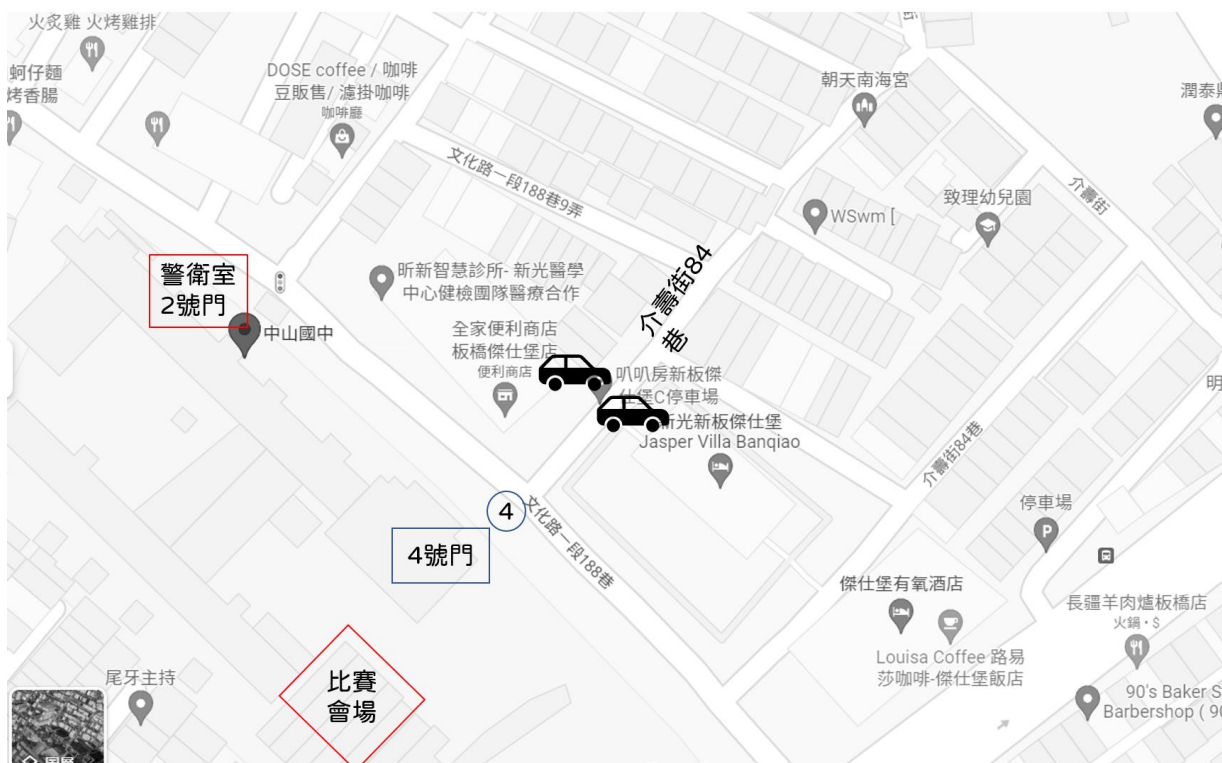 火炙雞 火烤雞排
蚵仔麵
烤香腸
DOSE coffee / 咖啡
豆販售/ 濾掛咖啡
咖啡廳
朝天南海宮
文化路一段188巷9弄
WSwm [
致理幼兒園
介壽街
警衛室
2號門
中山國中
昕新智慧診所- 新光醫學
中心健檢團隊醫療合作
介壽街84
巷
全家便利商店
板橋傑仕堡店
便利商店
叭叭房新板傑
仕堡C停車場
新光新板傑仕堡
Jasper Villa Banqiao
介壽街84巷
4
4號門
文化路一段188巷
停車場
P
傑仕堡有氧酒店
Louisa Coffee 路易
莎咖啡-傑仕堡飯店
長疆羊肉爐板橋店
火鍋・$
90's Baker S
Barbershop ( 90
尾牙主持
比賽
會場